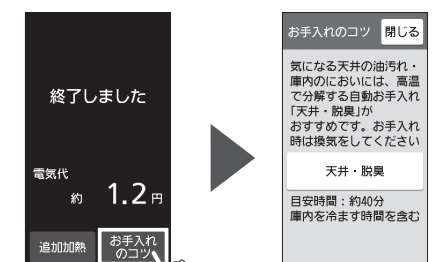 終了しました
電気代
約 1.2円
追加加熱
お手入れ
のコツ
お手入れのコツ 閉じる
気になる天井の油汚れ・
庫内のにおいには、高温
で分解する自動お手入れ
「天井・脱臭」が
おすすめです。お手入れ
時は換気をしてください
天井・脱臭
目安時間:約40分
庫内を冷ます時間を含む